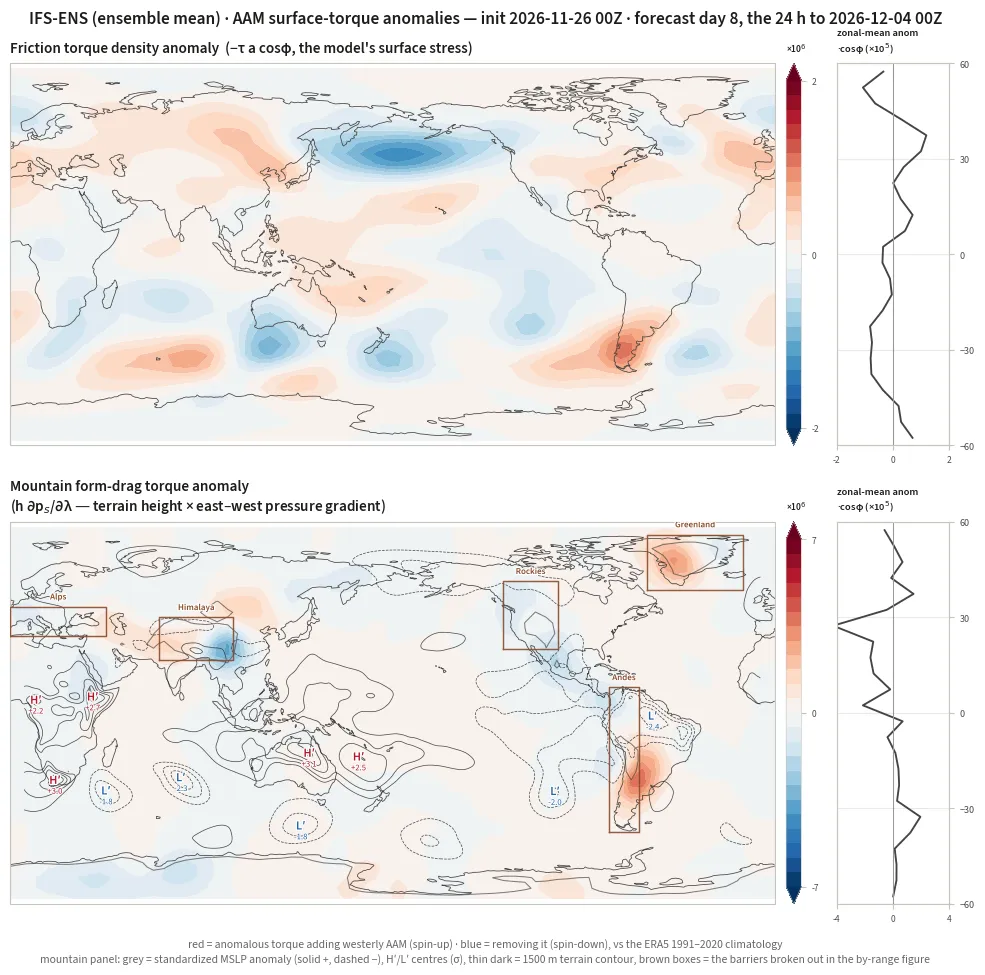 IFS-ENS (ensemble mean) · AAM surface-torque anomalies — init 2026-11-26 00Z · forecast day 8, the 24 h to 2026-12-04 00Z
Friction torque density anomaly (−τ a cosφ, the model's surface stress)
×10⁶
zonal-mean anom
·cosφ (×10⁵)
2
0
-2
60
30
0
−30
−60
-2
0
2
Mountain form-drag torque anomaly
(h ∂pₛ/∂λ — terrain height × east–west pressure gradient)
×10⁶
zonal-mean anom
·cosφ (×10⁵)
Greenland
Rockies
Alps
Himalaya
Andes
H'
+2.2
H'
+2.7
H'
+3.0
L'
-1.8
L'
-2.3
H'
+3.1
H'
+2.5
L'
-1.8
L'
-2.0
L'
-2.4
7
0
-7
60
30
0
−30
−60
-4
0
4
red = anomalous torque adding westerly AAM (spin-up) · blue = removing it (spin-down), vs the ERA5 1991–2020 climatology
mountain panel: grey = standardized MSLP anomaly (solid +, dashed −), H'/L' centres (σ), thin dark = 1500 m terrain contour, brown boxes = the barriers broken out in the by-range figure